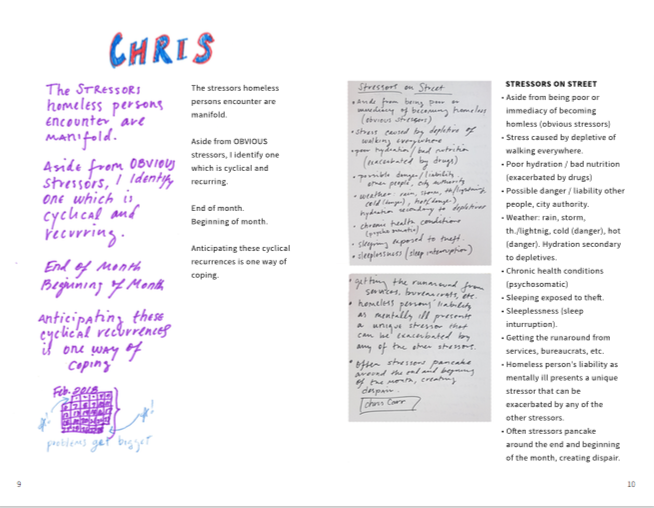 CHRIS
The STRESSORS
homeless persons
encounter are
manifold.
Aside from OBVIOUS
stressors, I identify
one which is
cyclical and
recurring.
End of Month
Beginning of Month
Anticipating these
cyclical recurrences
is one way of
coping
Feb. 2018
problems get bigger
The stressors homeless
persons encounter are
manifold.
Aside from OBVIOUS
stressors, I identify one
which is cyclical and
recurring.
End of month.
Beginning of month.
Anticipating these cyclical
recurrences is one way of
coping.
9
Stressors on Street
• Aside from being poor or
immediacy of becoming homeless
(obvious stressors)
• stress caused by depletive of
walking everywhere
• poor hydration / bad nutrition
(exacerbated by drugs)
• possible danger / liability
other people, city authority
• weather: rain, storm, th/lightning,
cold (danger), hot (danger),
hydration secondary to depletives
• chronic health conditions
(psychosomatic)
• sleeping exposed to theft
• sleeplessness (sleep interruption)
• getting the runaround from
services, bureaucrats, etc.
• homeless persons' liability
as mentally ill presents
a unique stressor that
can be exacerbated by
any of the other stressors.
• often stressors pancake
around the end and beginning
of the month, creating
despair.
STRESSORS ON STREET
• Aside from being poor or
immediacy of becoming
homless (obvious stressors)
• Stress caused by depletive of
walking everywhere.
• Poor hydration / bad nutrition
(exacerbated by drugs)
• Possible danger / liability other
people, city authority.
• Weather: rain, storm,
th./lightnig, cold (danger), hot
(danger). Hydration secondary
to depletives.
• Chronic health conditions
(psychosomatic)
• Sleeping exposed to theft.
• Sleeplessness (sleep
interruption).
• Getting the runaround from
services, bureaucrats, etc.
• Homeless person's liability as
mentally ill presents a unique
stressor that can be
exacerbated by any of the
other stressors.
• Often stressors pancake
around the end and beginning
of the month, creating dispair.
10